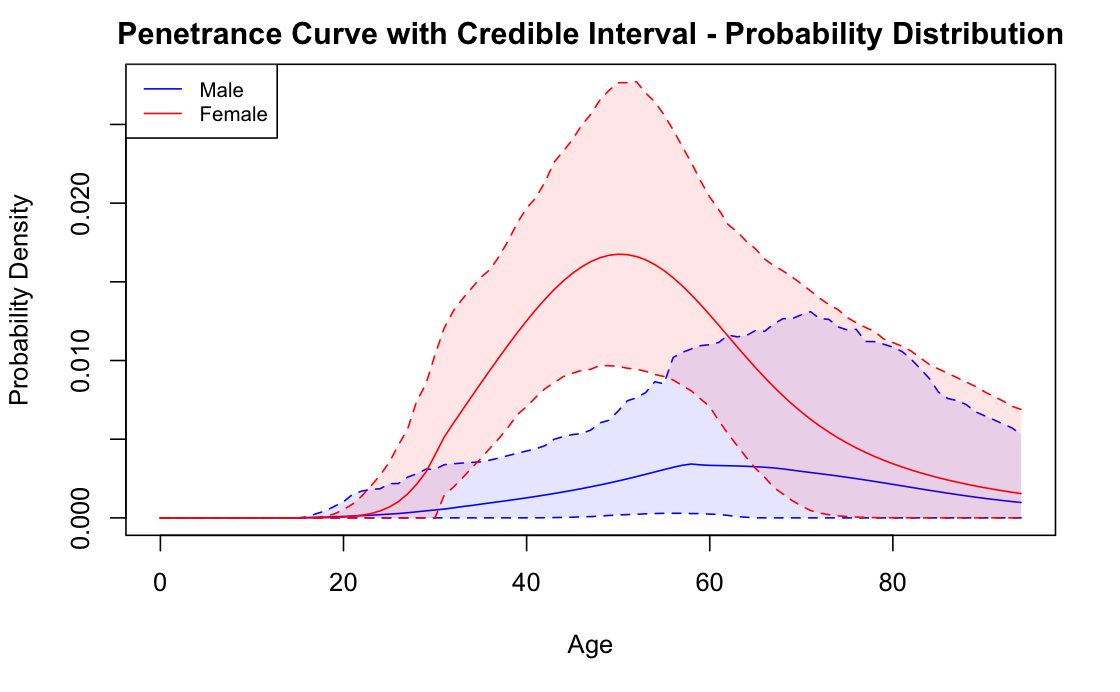 Penetrance Curve with Credible Interval - Probability Distribution
Male
Female
Probability Density
0.020
0.010
0.000
0
20
40
60
80
Age